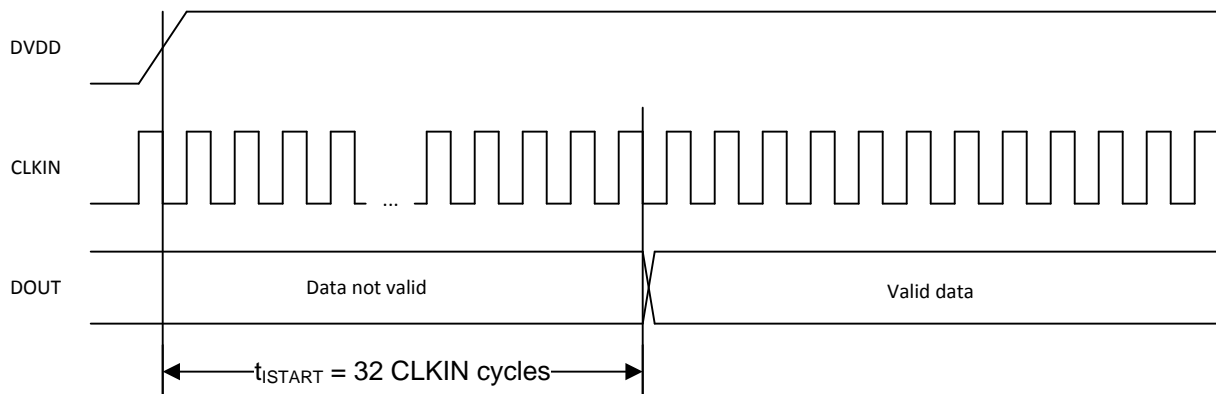 DVDD
CLKIN
...
DOUT
Data not valid
Valid data
tISTART = 32 CLKIN cycles